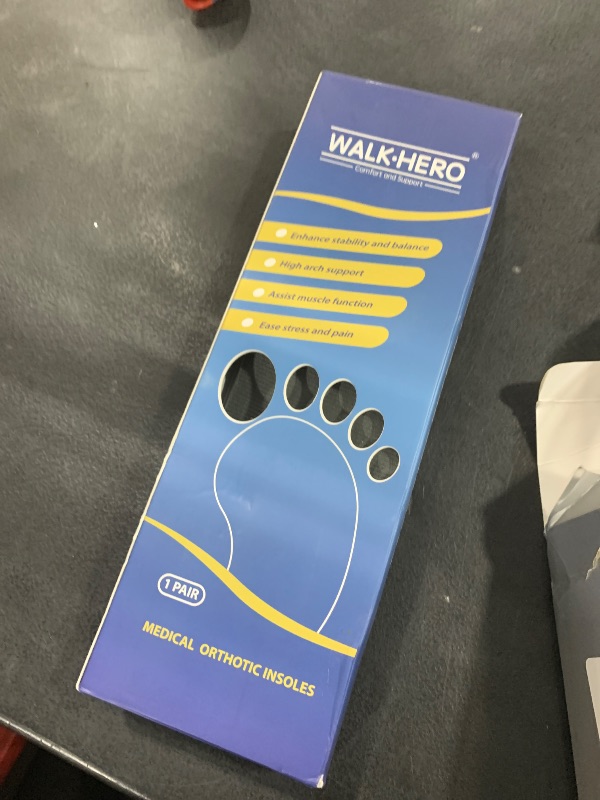 WALK·HERO®
Comfort and Support
Enhance stability and balance
High arch support
Assist muscle function
Ease stress and pain
1 PAIR
MEDICAL ORTHOTIC INSOLES